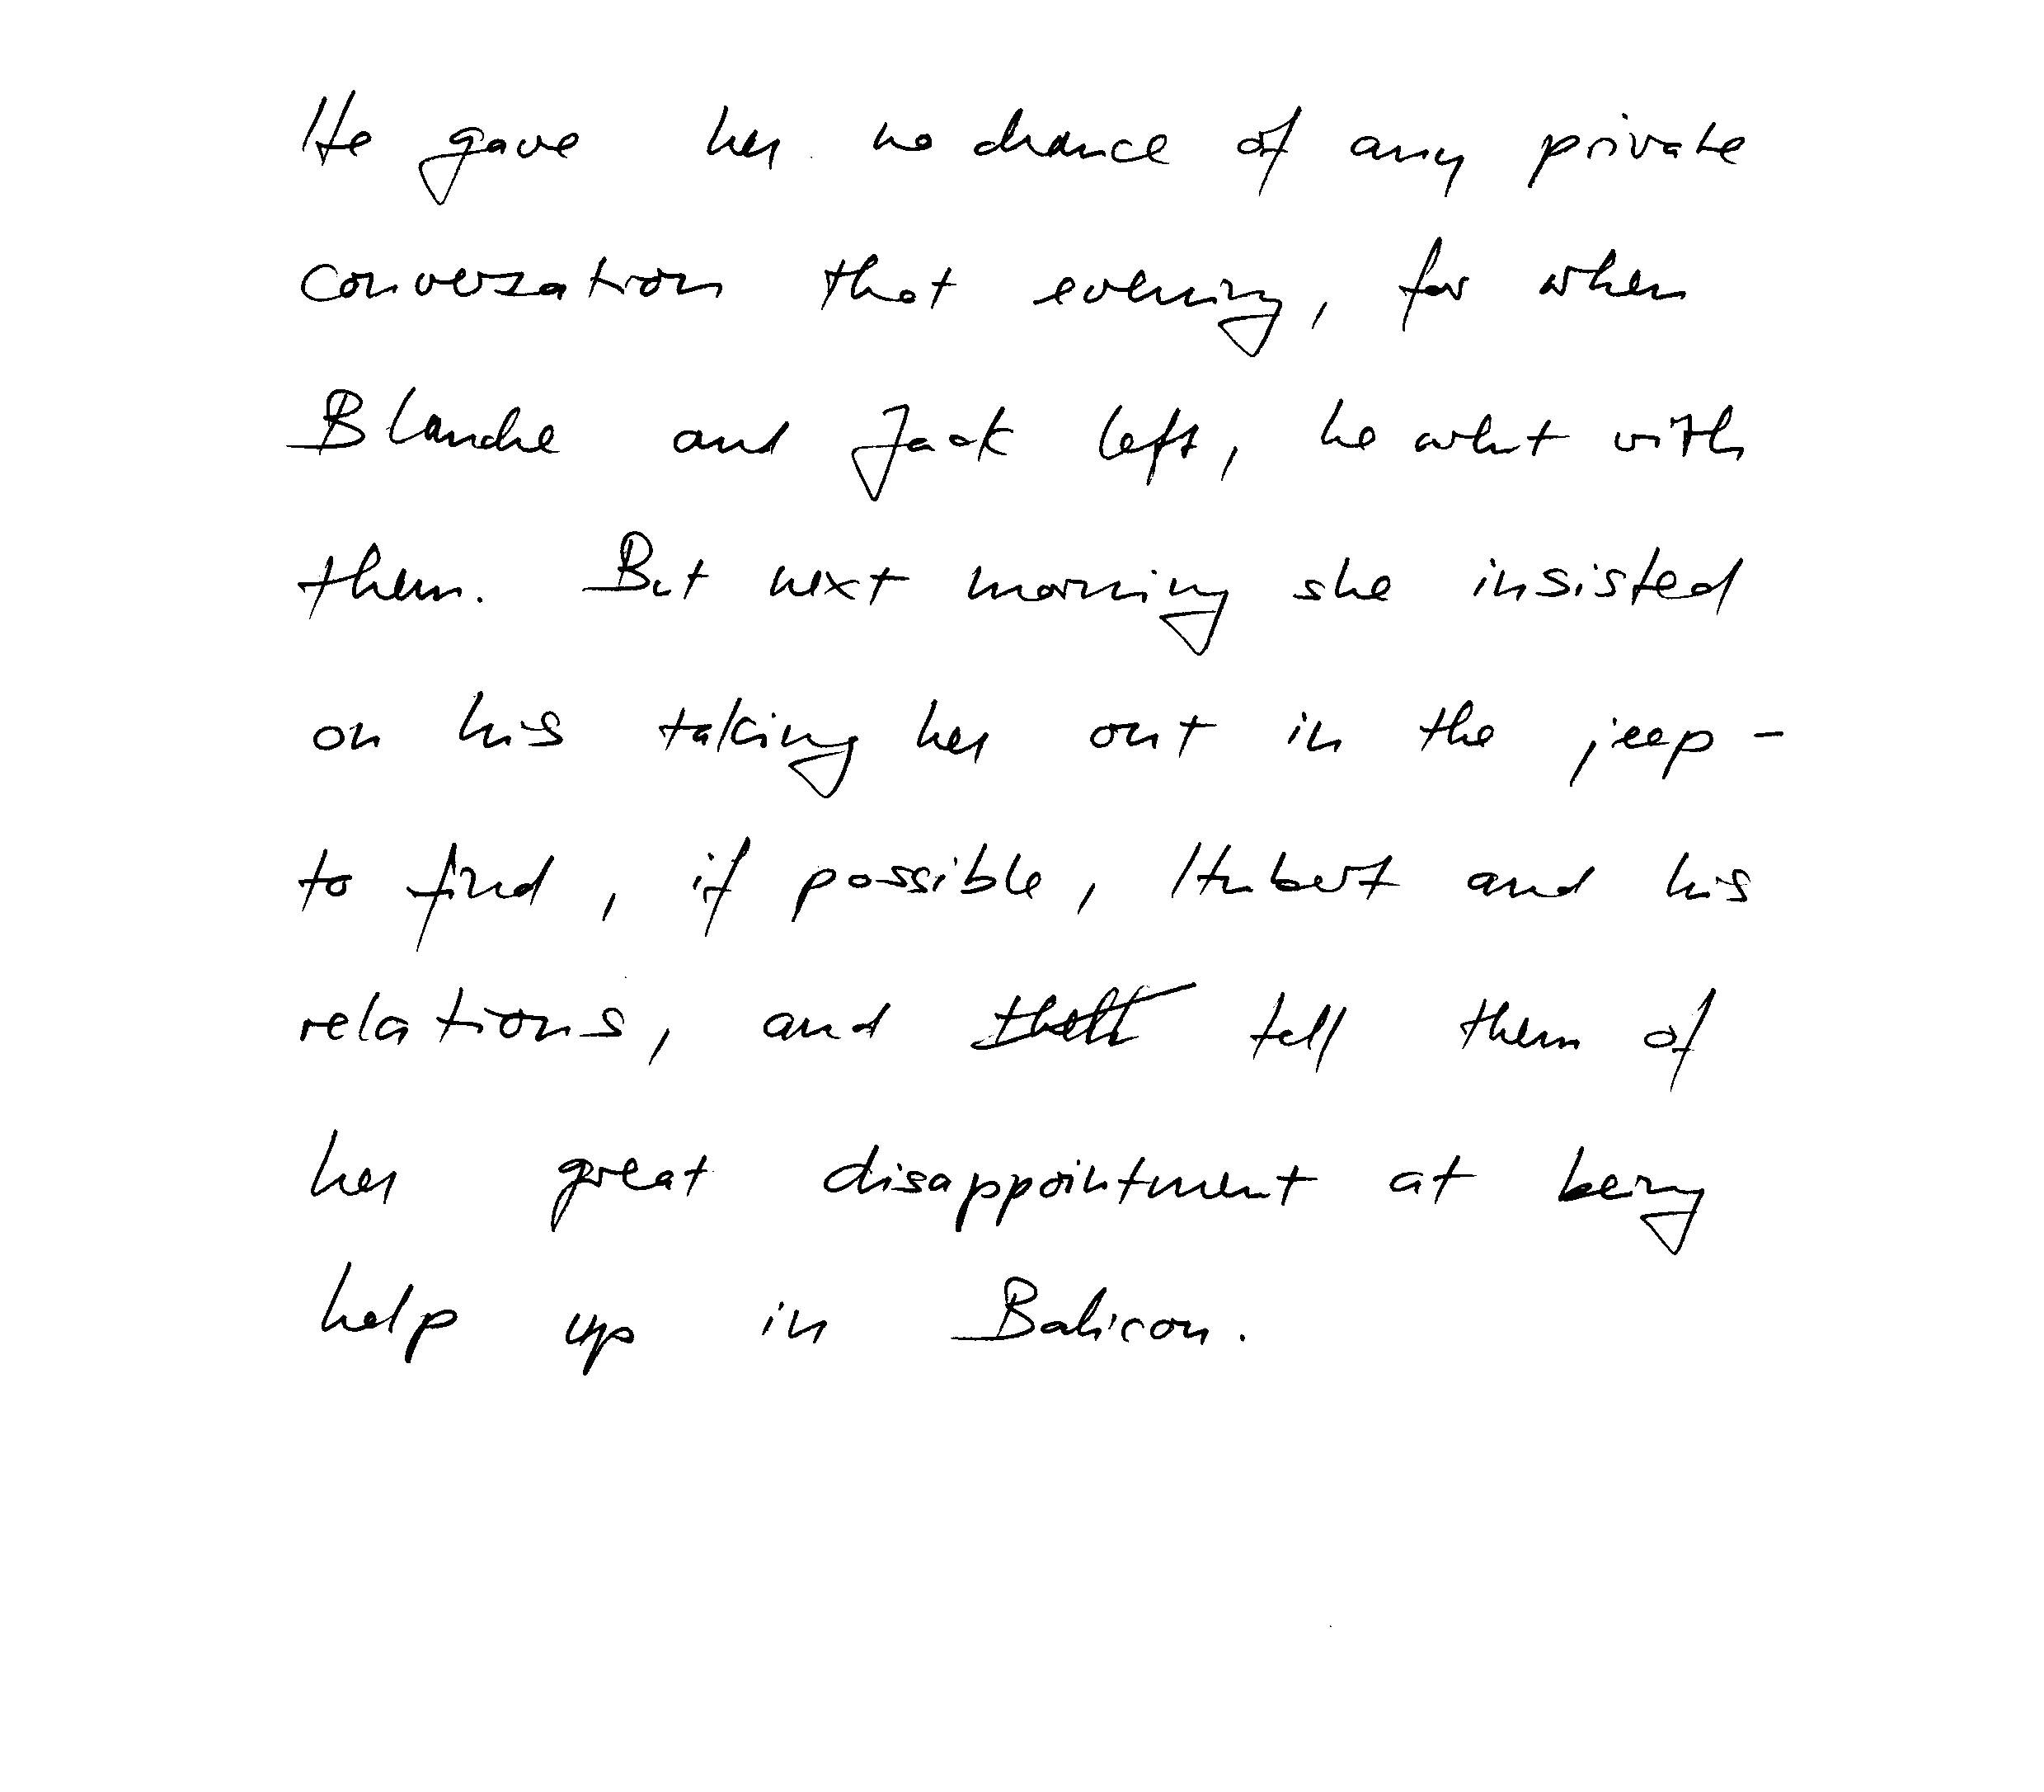 He gave her no chance of any private
conversation that evening, for when
Blanche and Jack left, he went with
them. But next morning she insisted
on his taking her out in the jeep -
to find, if possible, Hubert and his
relations, and tell them of
her great disappointment at being
help up in Balicon.